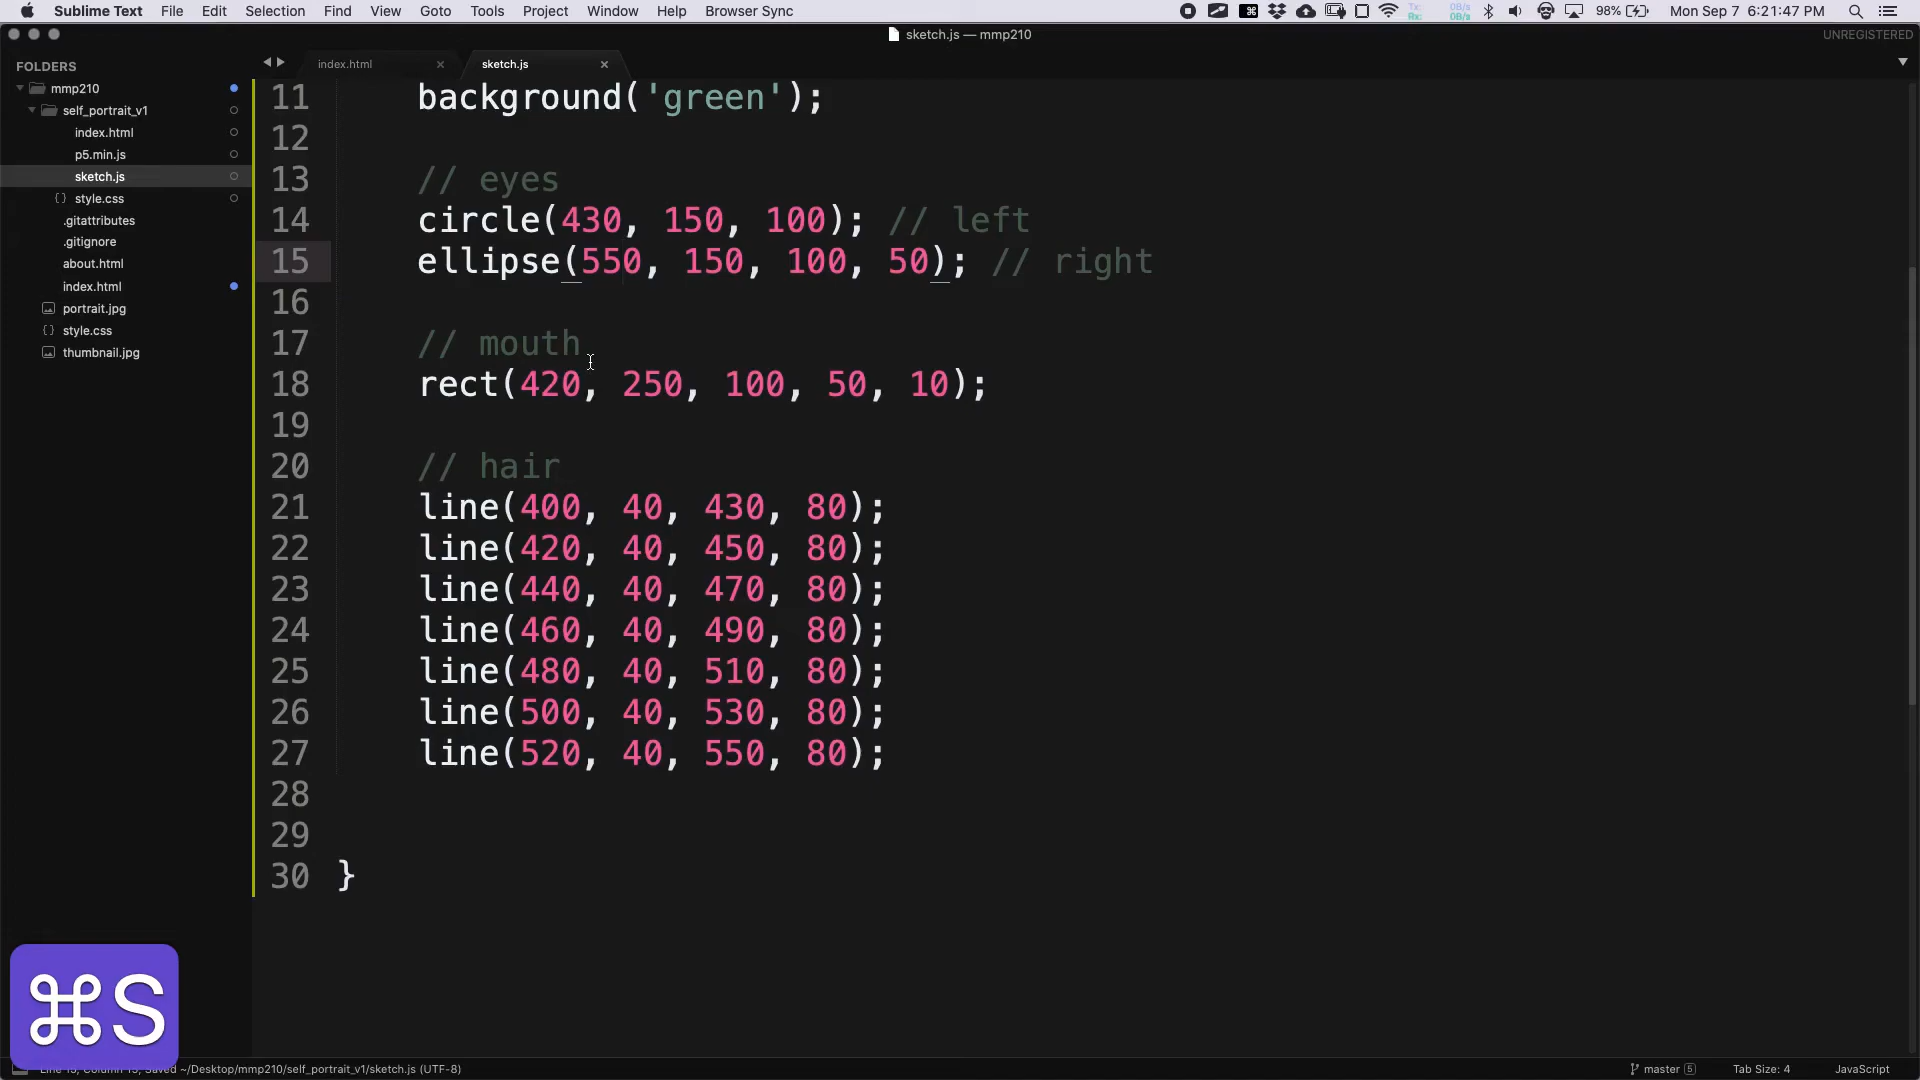 Sublime Text File Edit Selection Find View Goto Tools Project Window Help Browser Sync
Tx: 0B/s
Rx: 0B/s
98% Mon Sep 7 6:21:47 PM
sketch.js — mmp210
UNREGISTERED
FOLDERS
mmp210
self_portrait_v1
index.html
p5.min.js
sketch.js
{} style.css
.gitattributes
.gitignore
about.html
index.html
portrait.jpg
{} style.css
thumbnail.jpg
index.html × sketch.js ×
11 background('green');
12
13 // eyes
14 circle(430, 150, 100); // left
15 ellipse(550, 150, 100, 50); // right
16
17 // mouth
18 rect(420, 250, 100, 50, 10);
19
20 // hair
21 line(400, 40, 430, 80);
22 line(420, 40, 450, 80);
23 line(440, 40, 470, 80);
24 line(460, 40, 490, 80);
25 line(480, 40, 510, 80);
26 line(500, 40, 530, 80);
27 line(520, 40, 550, 80);
28
29
30 }
⌘S
Saved ~/Desktop/mmp210/self_portrait_v1/sketch.js (UTF-8)
master 5 Tab Size: 4 JavaScript